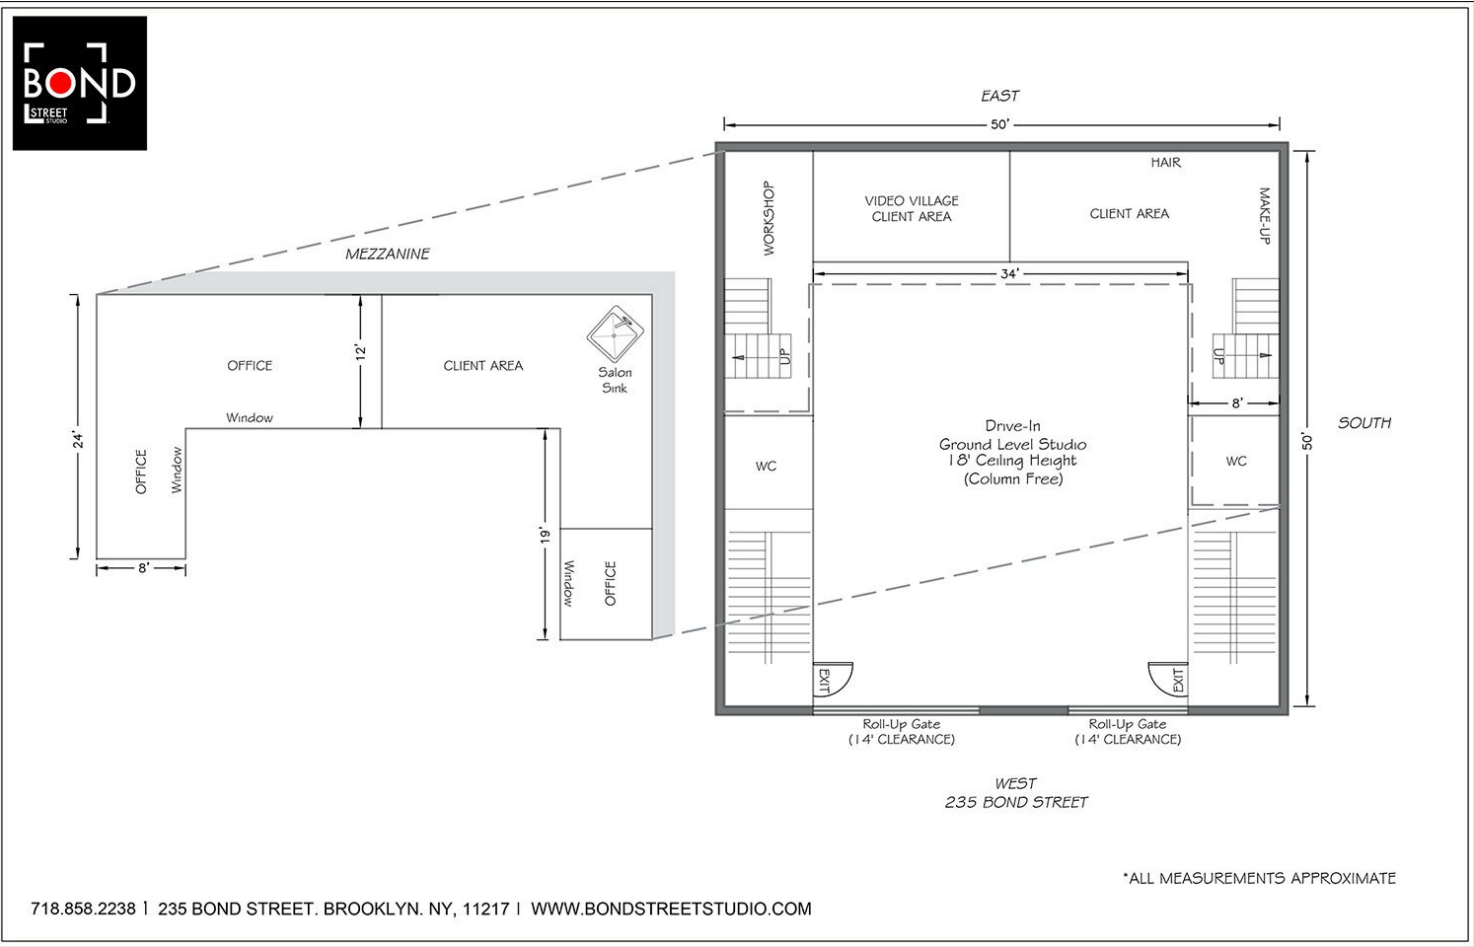 BOND
STREET
STUDIO
EAST
50'
HAIR
WORKSHOP
VIDEO VILLAGE
CLIENT AREA
CLIENT AREA
MAKE-UP
MEZZANINE
34'
OFFICE
12'
CLIENT AREA
Salon
Sink
UP
UP
8'
Window
24'
OFFICE
Window
SOUTH
50'
Drive-In
Ground Level Studio
18' Ceiling Height
(Column Free)
WC
WC
19'
8'
Window
OFFICE
EXIT
EXIT
Roll-Up Gate
(14' CLEARANCE)
Roll-Up Gate
(14' CLEARANCE)
WEST
235 BOND STREET
*ALL MEASUREMENTS APPROXIMATE
718.858.2238 | 235 BOND STREET. BROOKLYN. NY, 11217 | WWW.BONDSTREETSTUDIO.COM